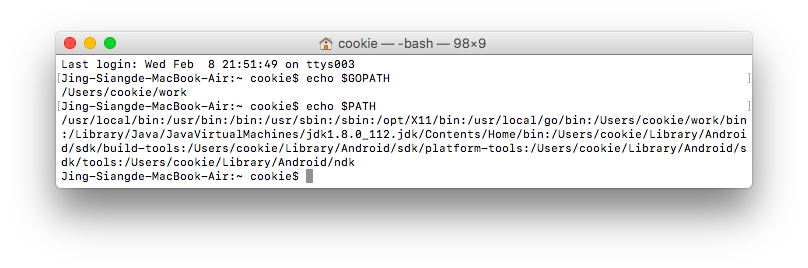 cookie — -bash — 98×9
Last login: Wed Feb  8 21:51:49 on ttys003
[Jing-Siangde-MacBook-Air:~ cookie$ echo $GOPATH ]
/Users/cookie/work
[Jing-Siangde-MacBook-Air:~ cookie$ echo $PATH ]
/usr/local/bin:/usr/bin:/bin:/usr/sbin:/sbin:/opt/X11/bin:/usr/local/go/bin:/Users/cookie/work/bin
:/Library/Java/JavaVirtualMachines/jdk1.8.0_112.jdk/Contents/Home/bin:/Users/cookie/Library/Androi
d/sdk/build-tools:/Users/cookie/Library/Android/sdk/platform-tools:/Users/cookie/Library/Android/s
dk/tools:/Users/cookie/Library/Android/ndk
Jing-Siangde-MacBook-Air:~ cookie$